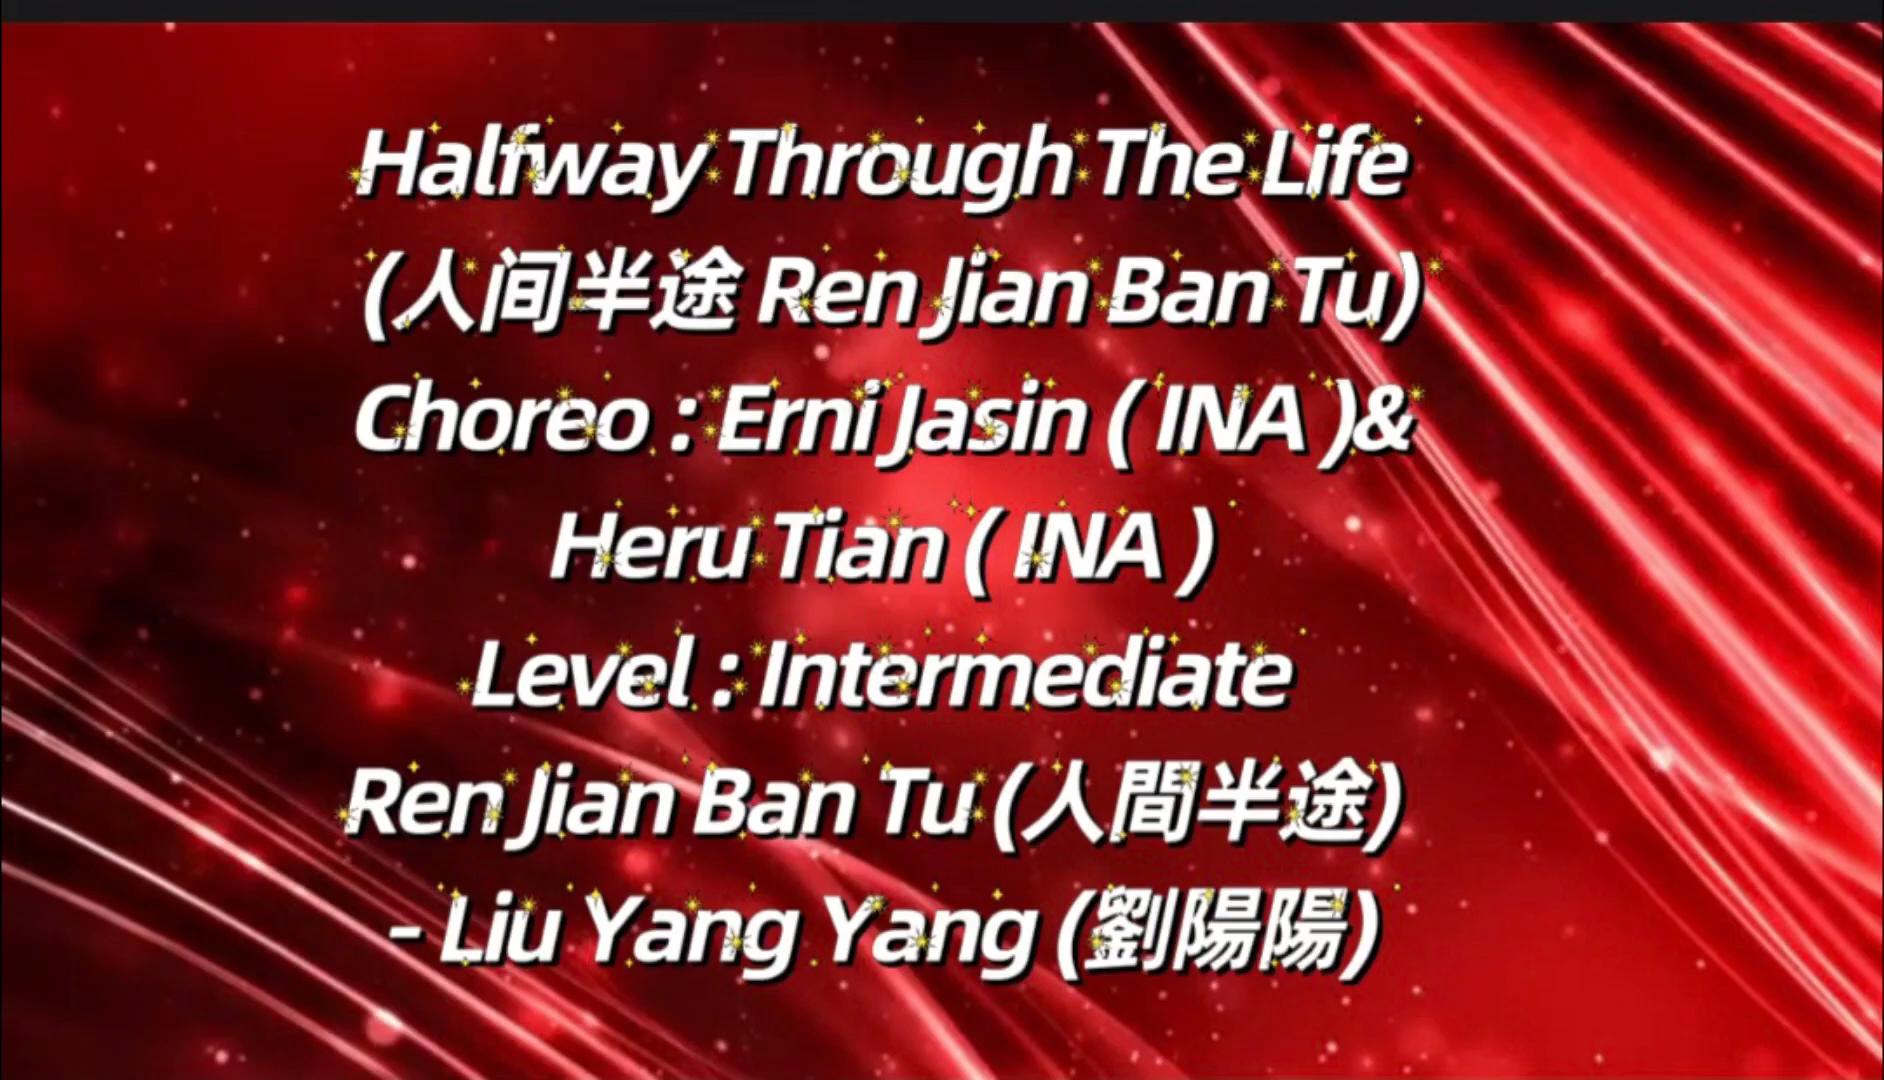 Halfway Through The Life
(人间半途 Ren Jian Ban Tu)
Choreo : Erni Jasin ( INA )&
Heru Tian ( INA )
Level : Intermediate
Ren Jian Ban Tu (人間半途)
- Liu Yang Yang (劉陽陽)